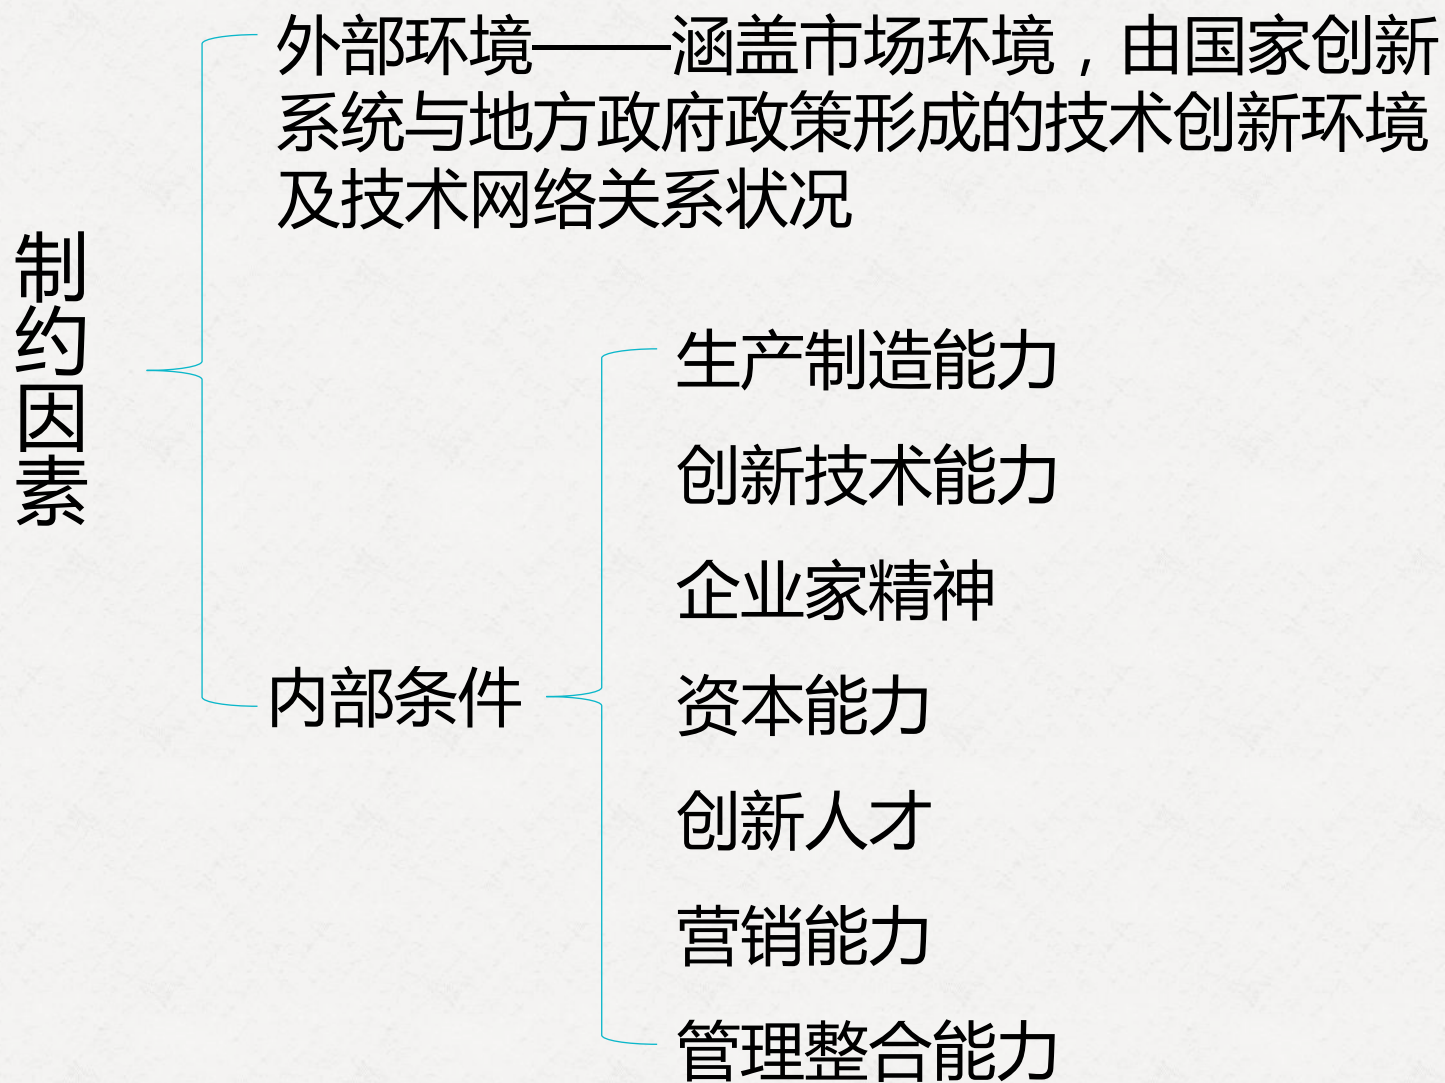 制约因素
外部环境——涵盖市场环境，由国家创新
系统与地方政府政策形成的技术创新环境
及技术网络关系状况
内部条件
生产制造能力
创新技术能力
企业家精神
资本能力
创新人才
营销能力
管理整合能力